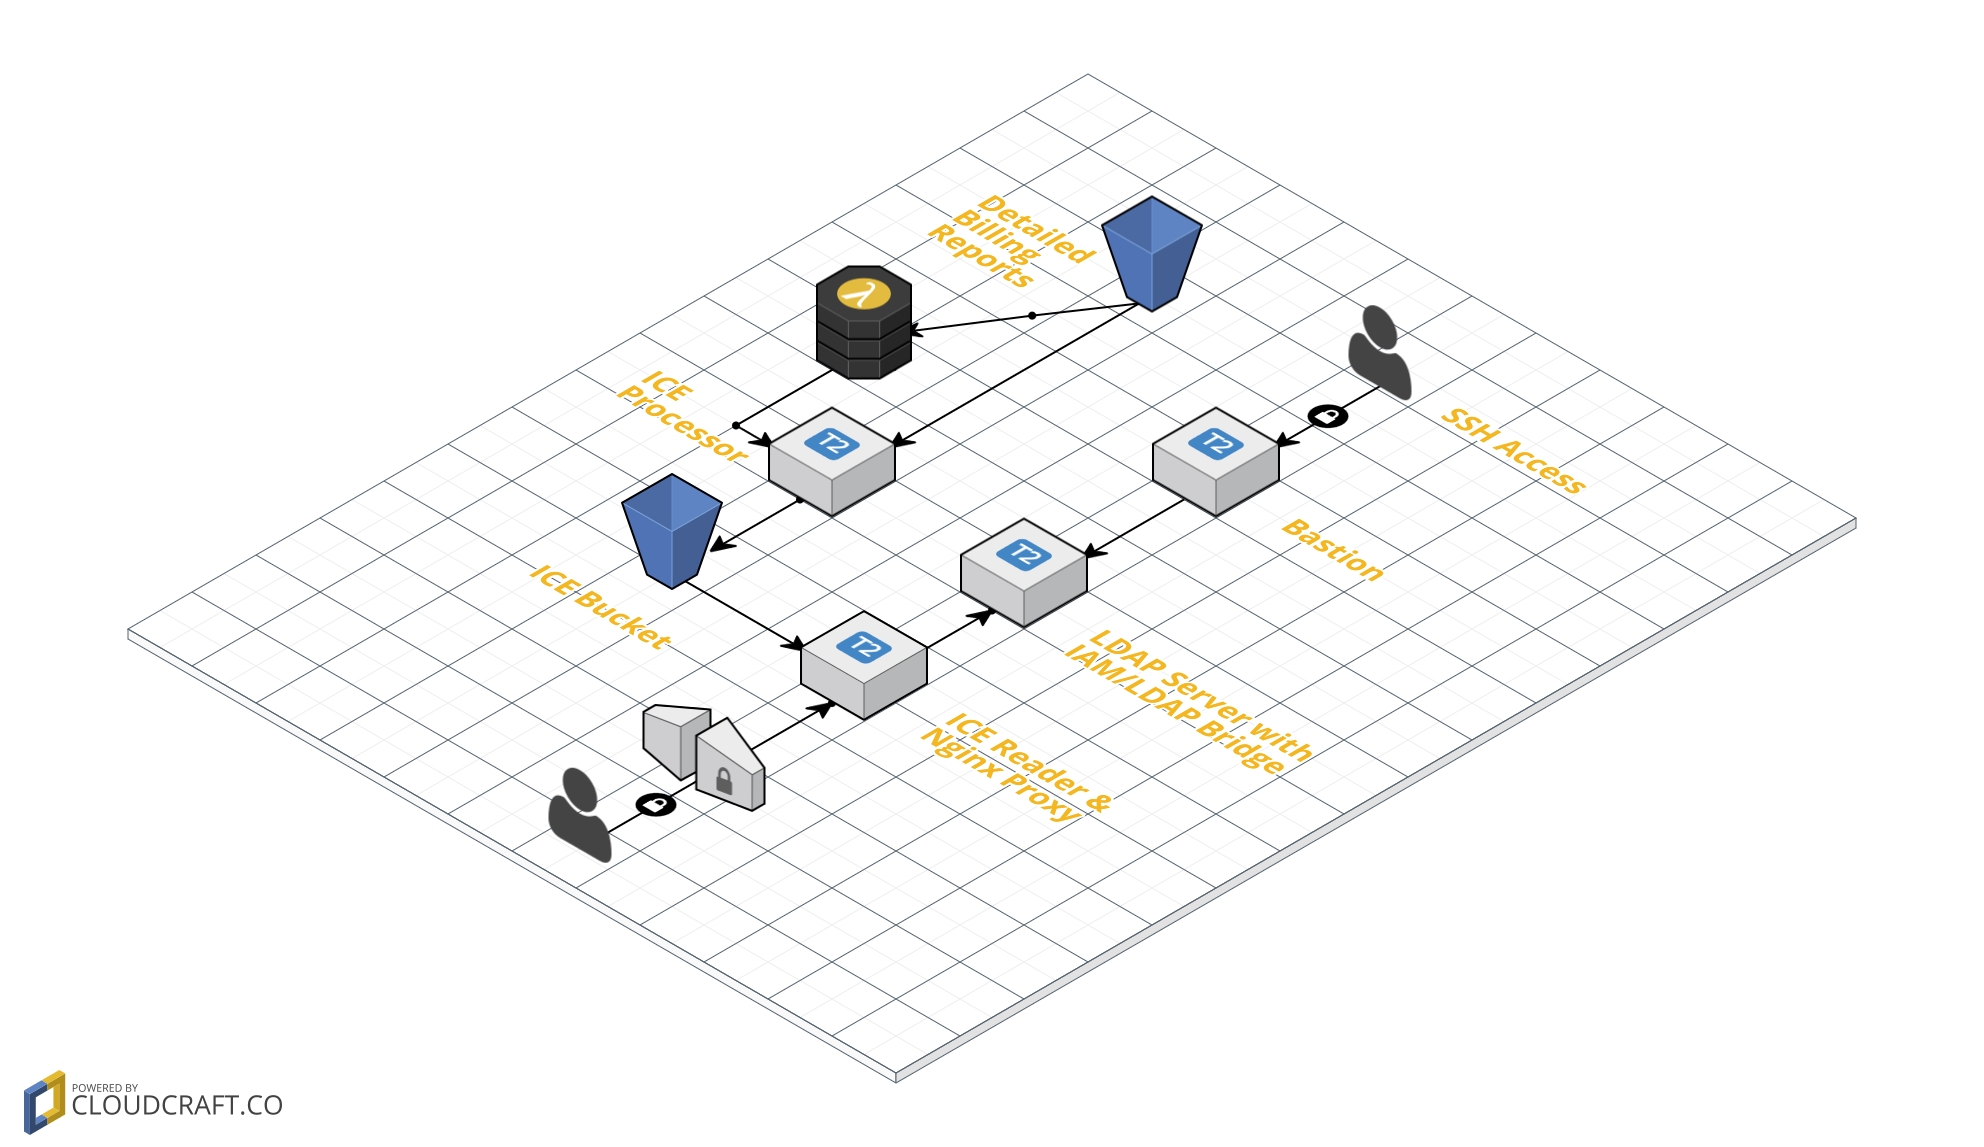 Detailed
Billing
Reports
λ
ICE
Processor
T2
T2
SSH Access
T2
Bastion
ICE Bucket
T2
LDAP Server with
IAM/LDAP Bridge
ICE Reader &
Nginx Proxy
POWERED BY
CLOUDCRAFT.CO